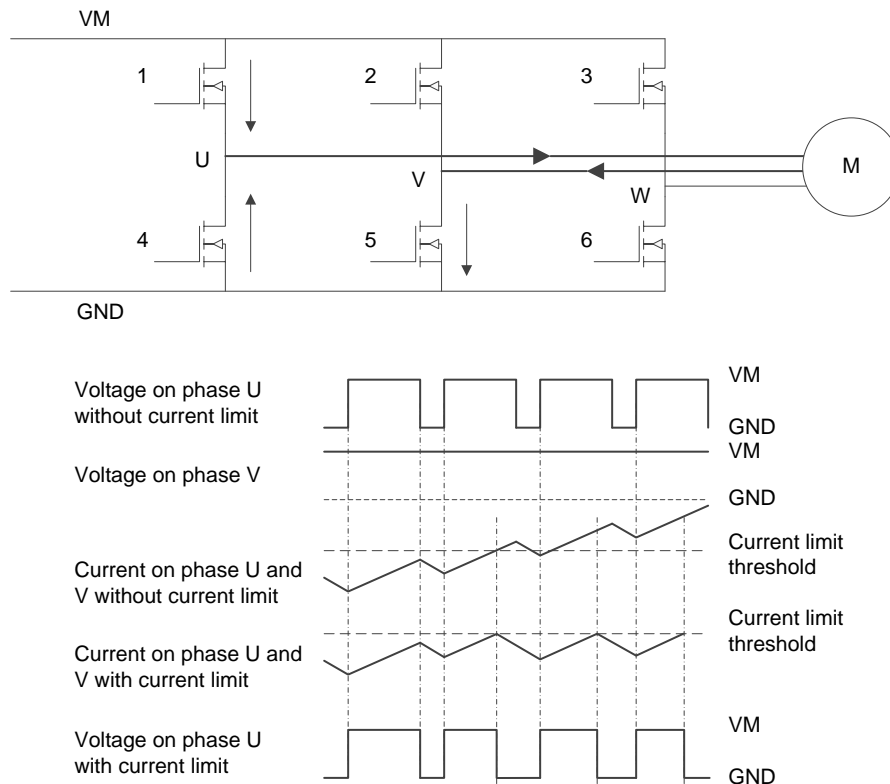 VM
1
2
3
U
V
W
M
4
5
6
GND
Voltage on phase U
without current limit
VM
GND
Voltage on phase V
VM
GND
Current on phase U and
V without current limit
Current limit
threshold
Current on phase U and
V with current limit
Current limit
threshold
Voltage on phase U
with current limit
VM
GND